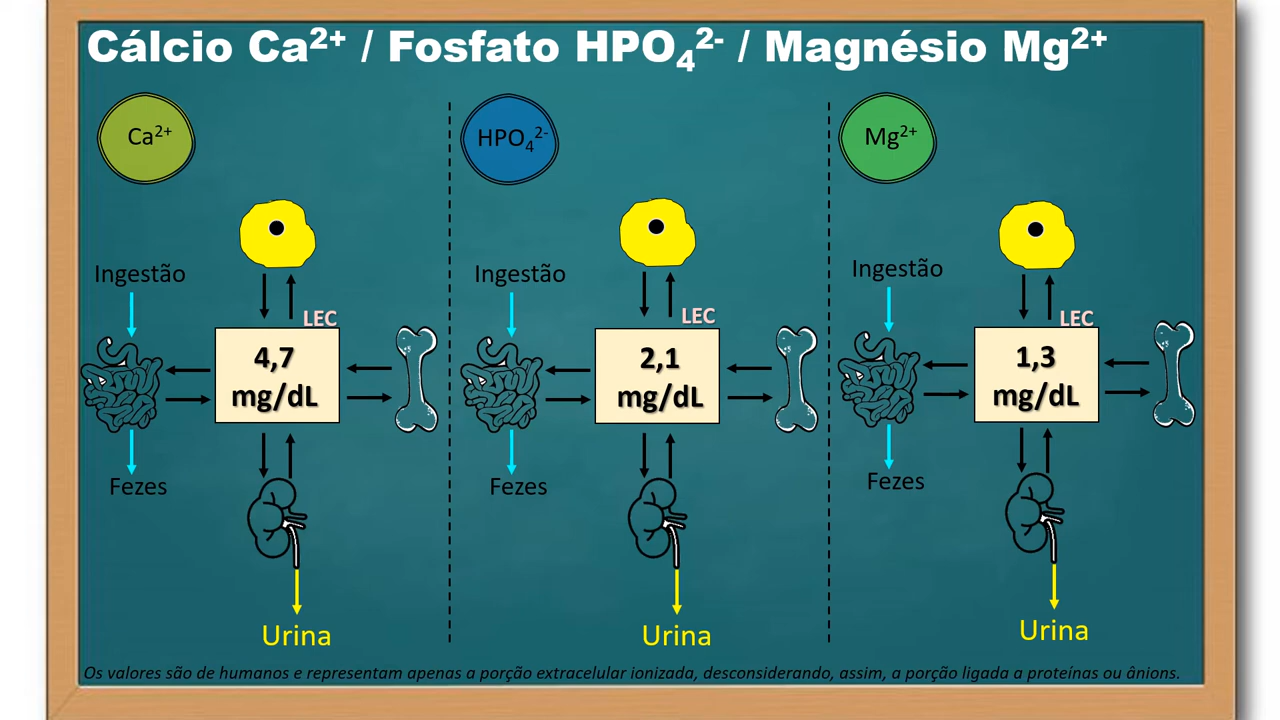 Cálcio Ca²⁺ / Fosfato HPO₄²⁻ / Magnésio Mg²⁺
Ca²⁺
Ingestão
LEC
4,7
mg/dL
Fezes
Urina
HPO₄²⁻
Ingestão
LEC
2,1
mg/dL
Fezes
Urina
Mg²⁺
Ingestão
LEC
1,3
mg/dL
Fezes
Urina
Os valores são de humanos e representam apenas a porção extracelular ionizada, desconsiderando, assim, a porção ligada a proteínas ou ânions.